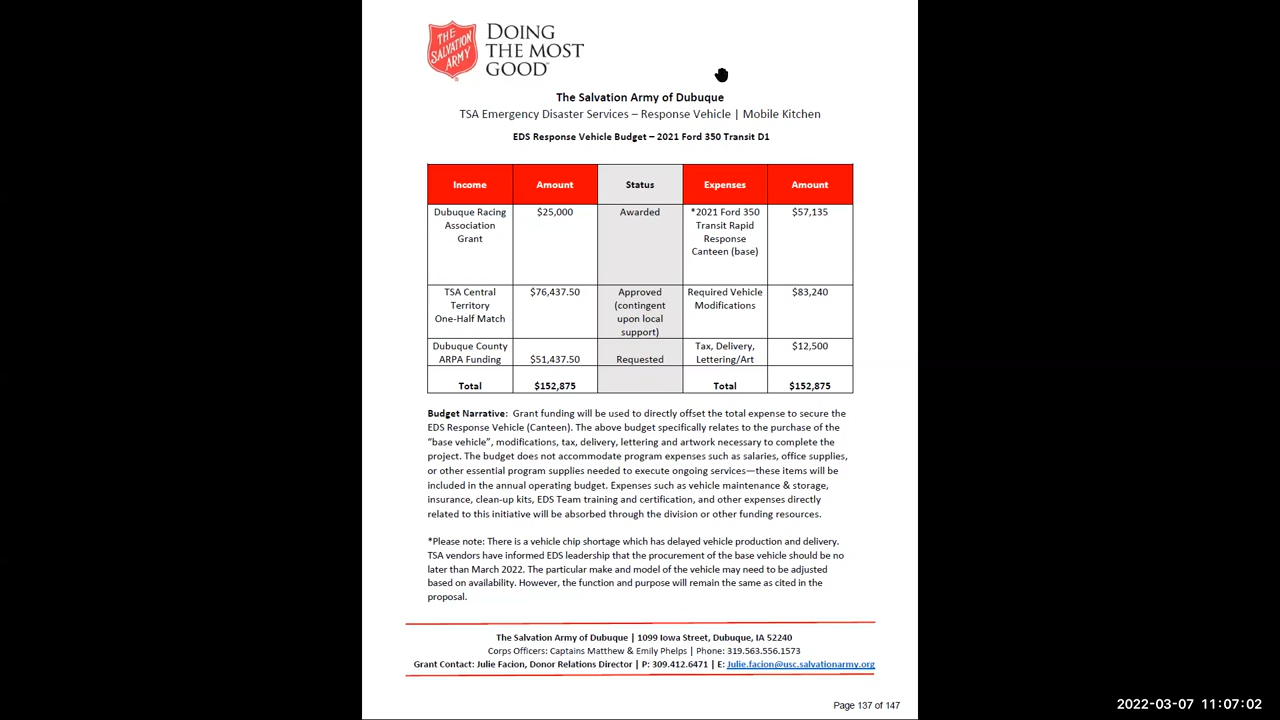 THE
SALVATION
ARMY
DOING
THE MOST
GOOD™
The Salvation Army of Dubuque
TSA Emergency Disaster Services – Response Vehicle | Mobile Kitchen
EDS Response Vehicle Budget – 2021 Ford 350 Transit D1
Income Amount Status Expenses Amount
Dubuque Racing $25,000 Awarded *2021 Ford 350 $57,135
Association Transit Rapid
Grant Response
Canteen (base)
TSA Central $76,437.50 Approved Required Vehicle $83,240
Territory (contingent Modifications
One-Half Match upon local
support)
Dubuque County Tax, Delivery, $12,500
ARPA Funding $51,437.50 Requested Lettering/Art
Total $152,875 Total $152,875
Budget Narrative: Grant funding will be used to directly offset the total expense to secure the
EDS Response Vehicle (Canteen). The above budget specifically relates to the purchase of the
“base vehicle”, modifications, tax, delivery, lettering and artwork necessary to complete the
project. The budget does not accommodate program expenses such as salaries, office supplies,
or other essential program supplies needed to execute ongoing services—these items will be
included in the annual operating budget. Expenses such as vehicle maintenance & storage,
insurance, clean-up kits, EDS Team training and certification, and other expenses directly
related to this initiative will be absorbed through the division or other funding resources.
*Please note: There is a vehicle chip shortage which has delayed vehicle production and delivery.
TSA vendors have informed EDS leadership that the procurement of the base vehicle should be no
later than March 2022. The particular make and model of the vehicle may need to be adjusted
based on availability. However, the function and purpose will remain the same as cited in the
proposal.
The Salvation Army of Dubuque | 1099 Iowa Street, Dubuque, IA 52240
Corps Officers: Captains Matthew & Emily Phelps | Phone: 319.563.556.1573
Grant Contact: Julie Facion, Donor Relations Director | P: 309.412.6471 | E: Julie.facion@usc.salvationarmy.org
Page 137 of 147
2022-03-07 11:07:02